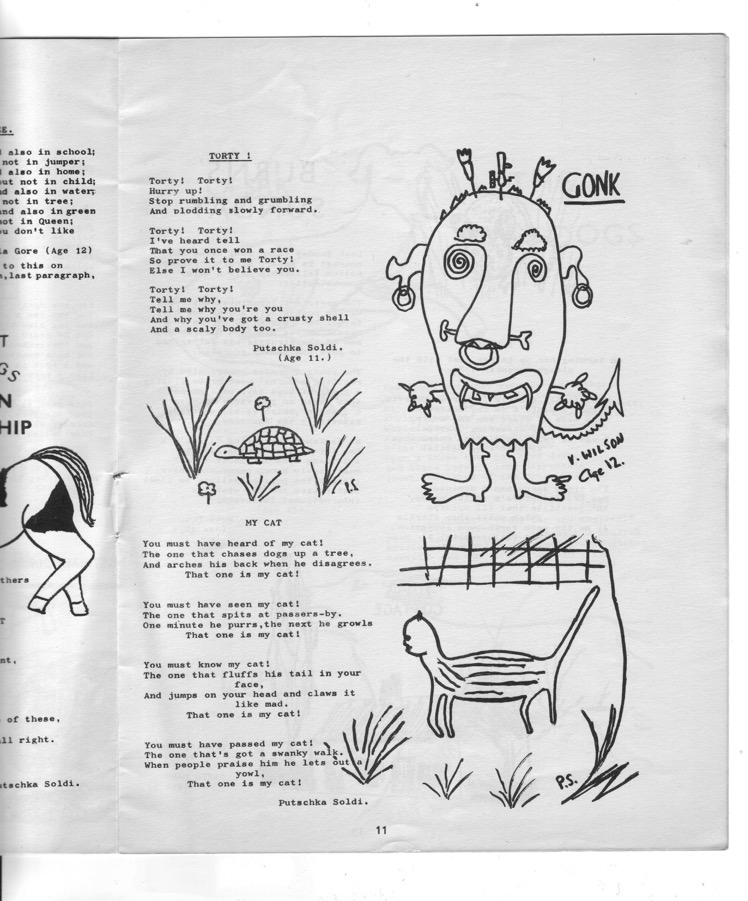 E.
also in school;
not in jumper;
also in home;
but not in child;
and also in water;
not in tree;
and also in green
not in Queen;
you don't like
Gore (Age 12)
to this on
,last paragraph,
T
GS
N
HIP
thers
T
nt,
of these,
all right.
Putschka Soldi.
TORTY !
Torty! Torty!
Hurry up!
Stop rumbling and grumbling
And plodding slowly forward.
Torty! Torty!
I've heard tell
That you once won a race
So prove it to me Torty!
Else I won't believe you.
Torty! Torty!
Tell me why,
Tell me why you're you
And why you've got a crusty shell
And a scaly body too.
Putschka Soldi.
(Age 11.)
P.S.
MY CAT
You must have heard of my cat!
The one that chases dogs up a tree,
And arches his back when he disagrees.
That one is my cat!
You must have seen my cat!
The one that spits at passers-by.
One minute he purrs,the next he growls
That one is my cat!
You must know my cat!
The one that fluffs his tail in your
face,
And jumps on your head and claws it
like mad.
That one is my cat!
You must have passed my cat!
The one that's got a swanky walk.
When people praise him he lets out a
yowl,
That one is my cat!
Putschka Soldi.
GONK
V. WILSON
Age 12.
P.S.
11